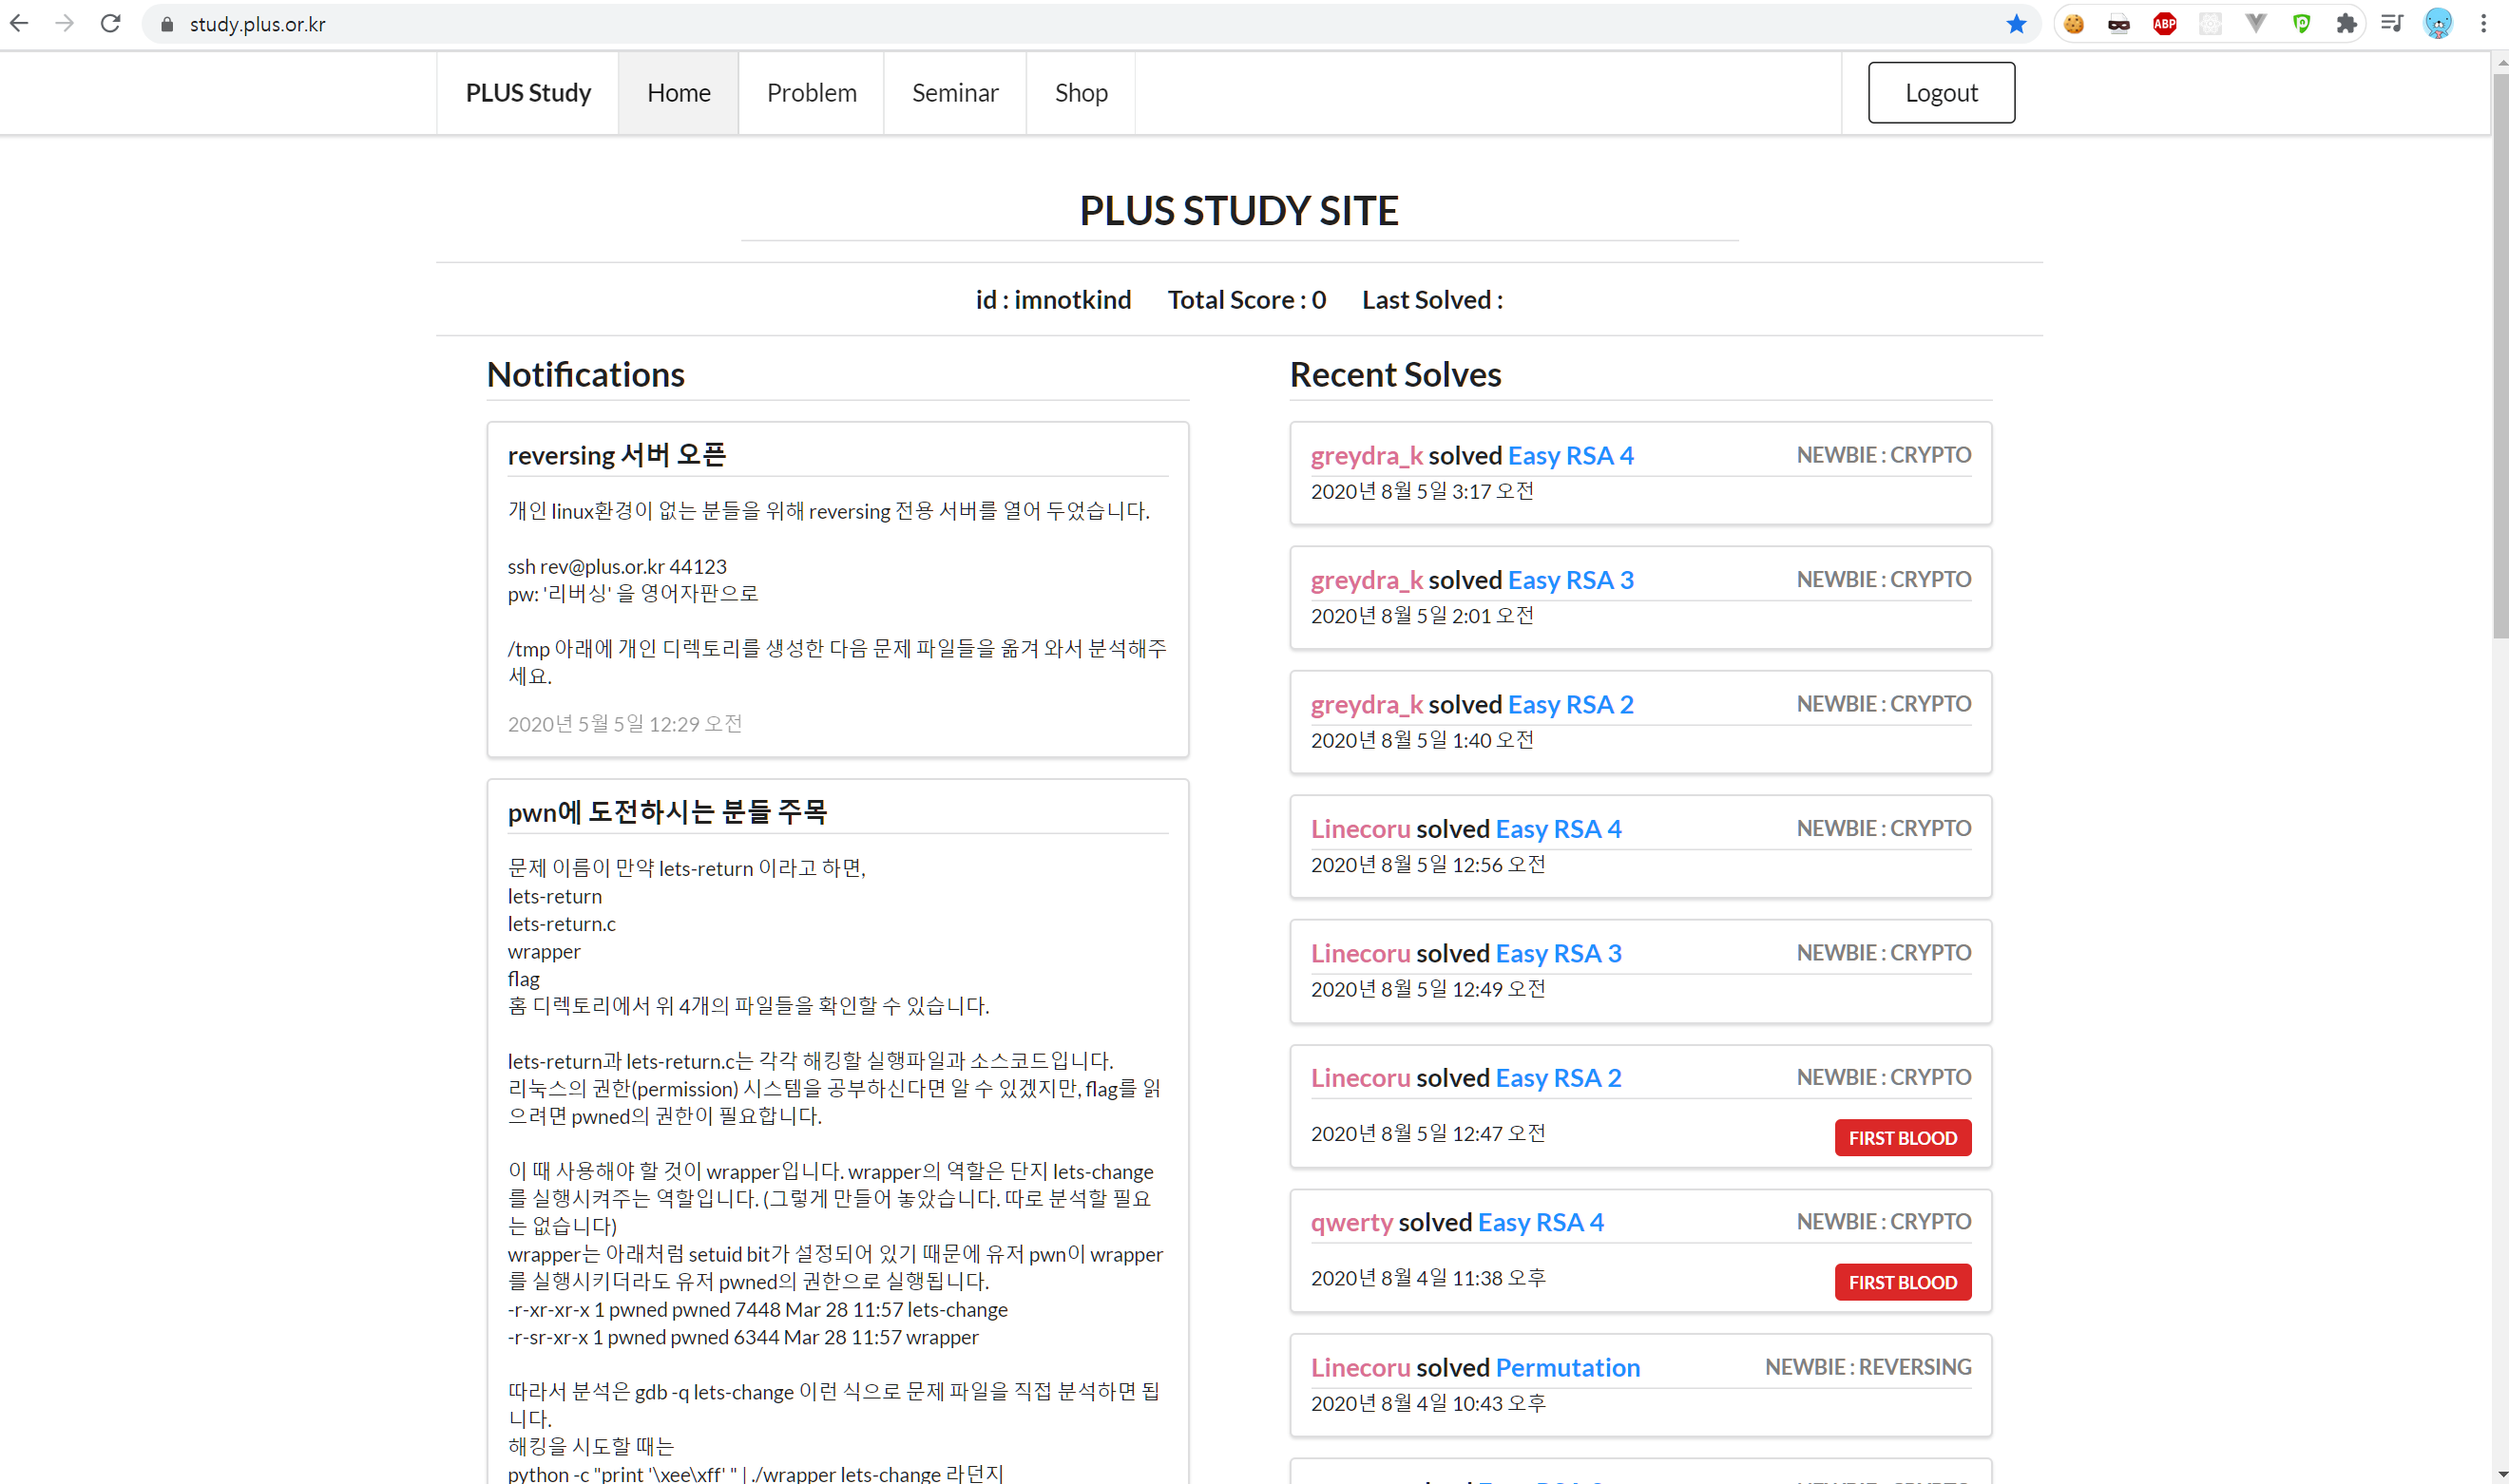 study.plus.or.kr
ABP
PLUS Study
Home
Problem
Seminar
Shop
Logout
PLUS STUDY SITE
id : imnotkind Total Score : 0 Last Solved :
Notifications
reversing 서버 오픈
개인 linux환경이 없는 분들을 위해 reversing 전용 서버를 열어 두었습니다.
ssh rev@plus.or.kr 44123
pw: '리버싱' 을 영어자판으로
/tmp 아래에 개인 디렉토리를 생성한 다음 문제 파일들을 옮겨 와서 분석해주
세요.
2020년 5월 5일 12:29 오전
pwn에 도전하시는 분들 주목
문제 이름이 만약 lets-return 이라고 하면,
lets-return
lets-return.c
wrapper
flag
홈 디렉토리에서 위 4개의 파일들을 확인할 수 있습니다.
lets-return과 lets-return.c는 각각 해킹할 실행파일과 소스코드입니다.
리눅스의 권한(permission) 시스템을 공부하신다면 알 수 있겠지만, flag를 읽
으려면 pwned의 권한이 필요합니다.
이 때 사용해야 할 것이 wrapper입니다. wrapper의 역할은 단지 lets-change
를 실행시켜주는 역할입니다. (그렇게 만들어 놓았습니다. 따로 분석할 필요
는 없습니다)
wrapper는 아래처럼 setuid bit가 설정되어 있기 때문에 유저 pwn이 wrapper
를 실행시키더라도 유저 pwned의 권한으로 실행됩니다.
-r-xr-xr-x 1 pwned pwned 7448 Mar 28 11:57 lets-change
-r-sr-xr-x 1 pwned pwned 6344 Mar 28 11:57 wrapper
따라서 분석은 gdb -q lets-change 이런 식으로 문제 파일을 직접 분석하면 됩
니다.
해킹을 시도할 때는
python -c "print '\xee\xff' " | ./wrapper lets-change 라던지
Recent Solves
greydra_k solved Easy RSA 4 NEWBIE : CRYPTO
2020년 8월 5일 3:17 오전
greydra_k solved Easy RSA 3 NEWBIE : CRYPTO
2020년 8월 5일 2:01 오전
greydra_k solved Easy RSA 2 NEWBIE : CRYPTO
2020년 8월 5일 1:40 오전
Linecoru solved Easy RSA 4 NEWBIE : CRYPTO
2020년 8월 5일 12:56 오전
Linecoru solved Easy RSA 3 NEWBIE : CRYPTO
2020년 8월 5일 12:49 오전
Linecoru solved Easy RSA 2 NEWBIE : CRYPTO
2020년 8월 5일 12:47 오전 FIRST BLOOD
qwerty solved Easy RSA 4 NEWBIE : CRYPTO
2020년 8월 4일 11:38 오후 FIRST BLOOD
Linecoru solved Permutation NEWBIE : REVERSING
2020년 8월 4일 10:43 오후